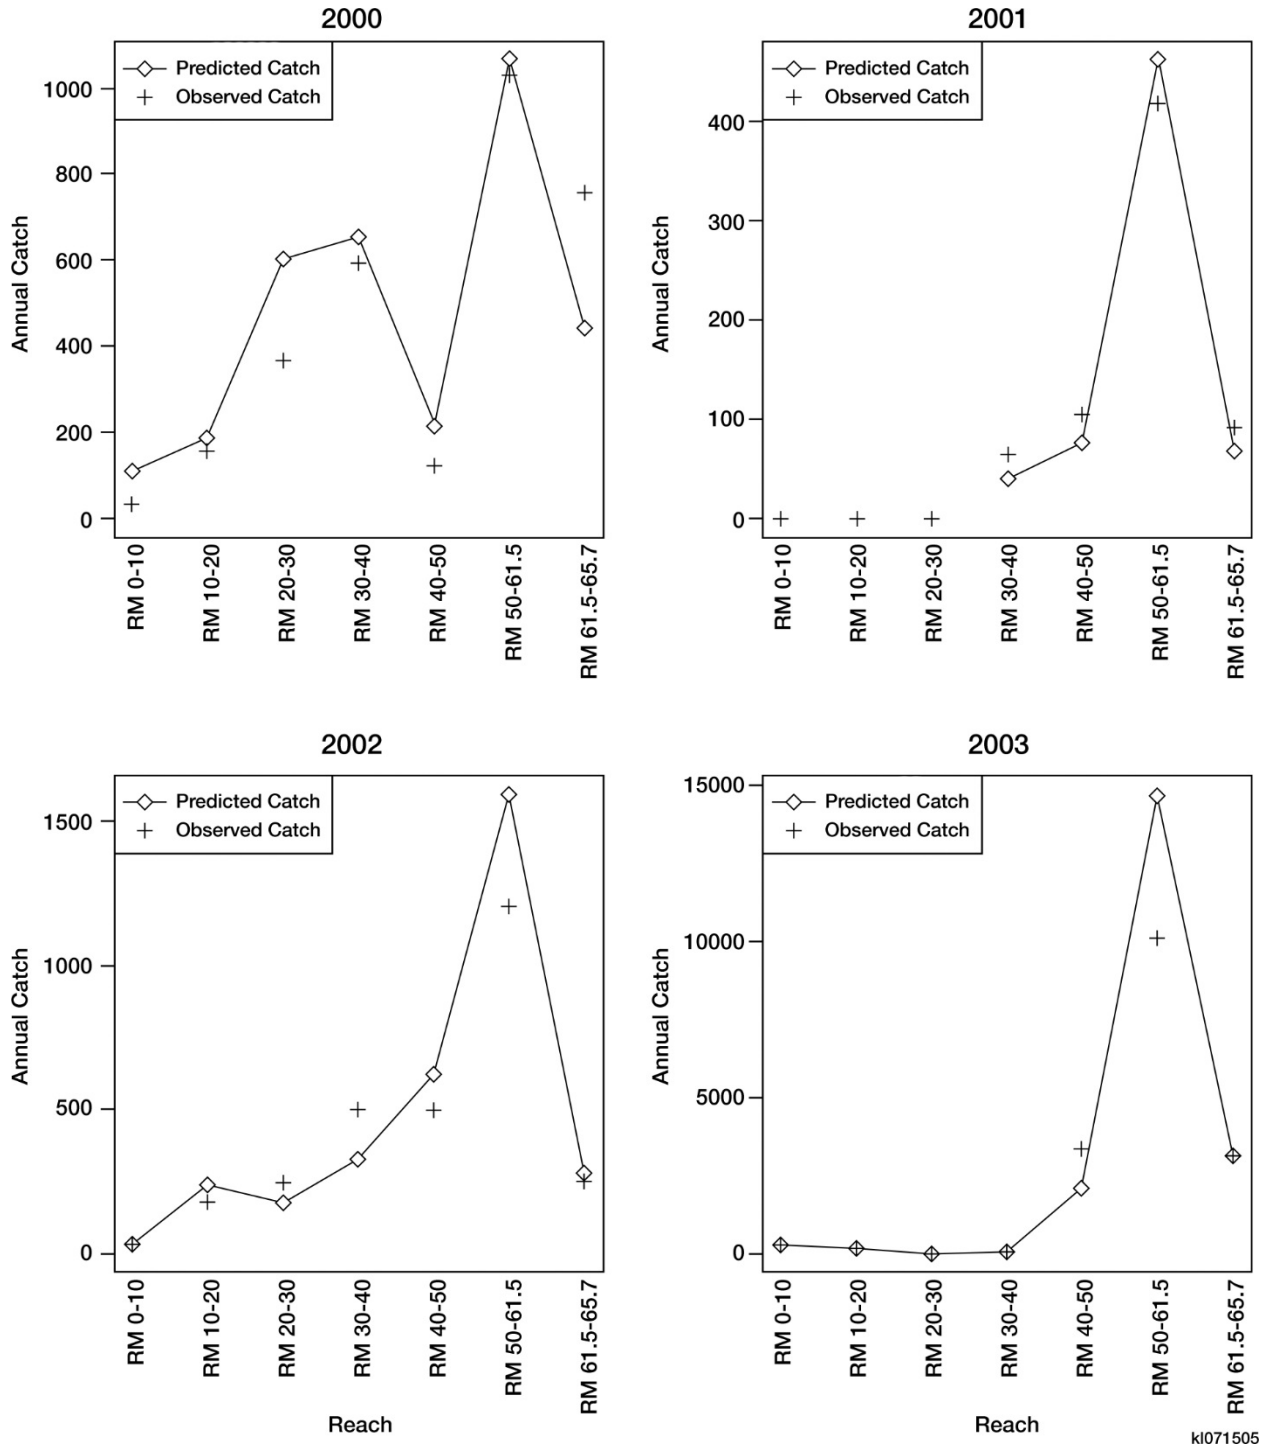 2000
Predicted Catch
Observed Catch
Annual Catch
1000
800
600
400
200
0
RM 0-10
RM 10-20
RM 20-30
RM 30-40
RM 40-50
RM 50-61.5
RM 61.5-65.7
2001
Predicted Catch
Observed Catch
Annual Catch
400
300
200
100
0
RM 0-10
RM 10-20
RM 20-30
RM 30-40
RM 40-50
RM 50-61.5
RM 61.5-65.7
2002
Predicted Catch
Observed Catch
Annual Catch
1500
1000
500
0
RM 0-10
RM 10-20
RM 20-30
RM 30-40
RM 40-50
RM 50-61.5
RM 61.5-65.7
Reach
2003
Predicted Catch
Observed Catch
Annual Catch
15000
10000
5000
0
RM 0-10
RM 10-20
RM 20-30
RM 30-40
RM 40-50
RM 50-61.5
RM 61.5-65.7
Reach
kl071505